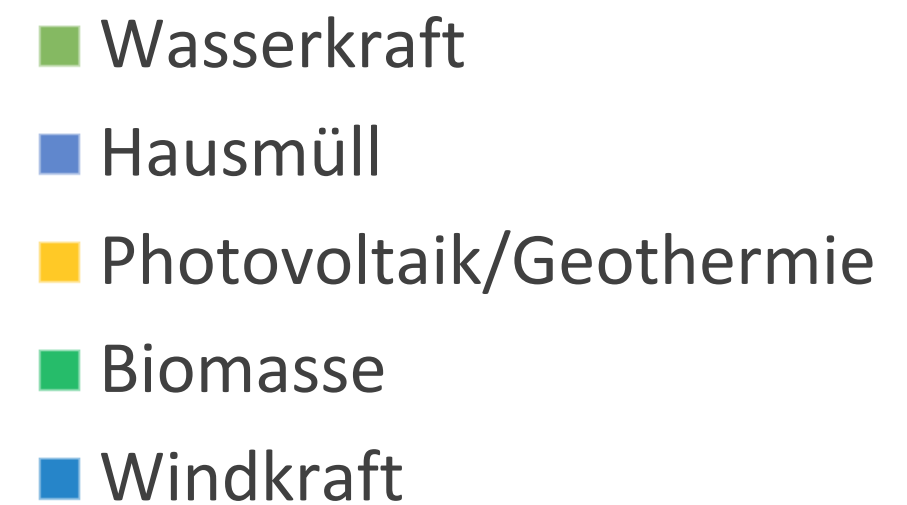 Wasserkraft
Hausmüll
Photovoltaik/Geothermie
Biomasse
Windkraft